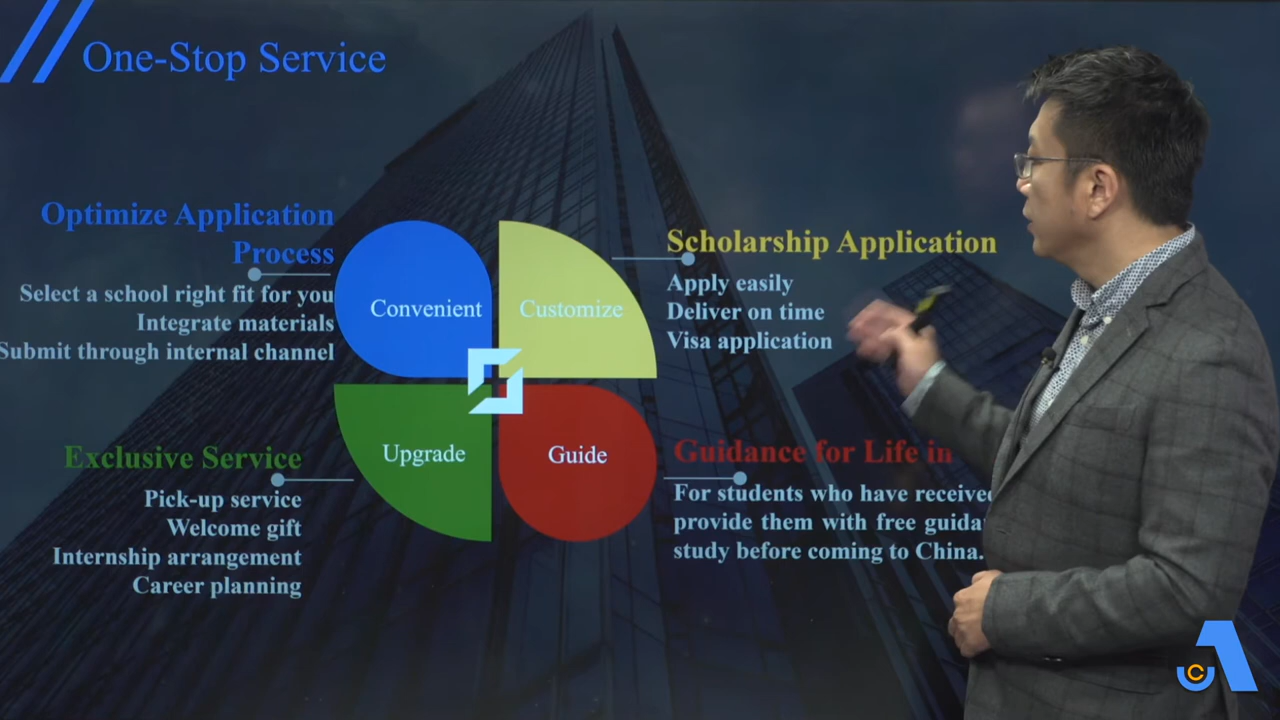 One-Stop Service
Optimize Application
Process
Select a school right fit for you
Integrate materials
Submit through internal channel
Convenient
Customize
Scholarship Application
Apply easily
Deliver on time
Visa application
Exclusive Service
Pick-up service
Welcome gift
Internship arrangement
Career planning
Upgrade
Guide
Guidance for Life in
For students who have received
provide them with free
study before coming to China.
C